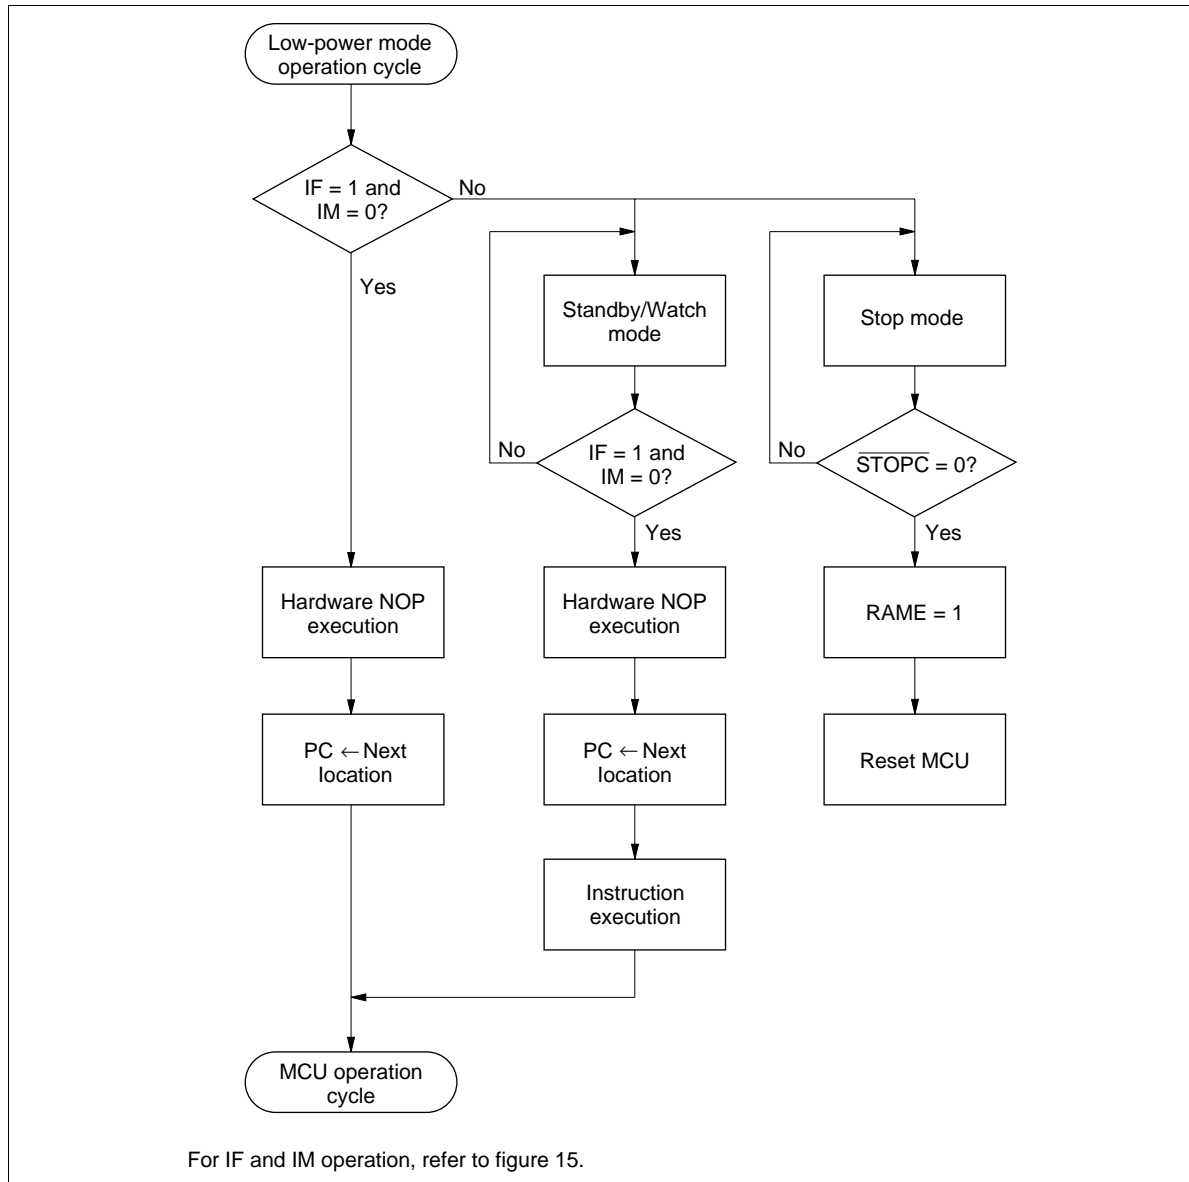 Low-power mode
operation cycle
IF = 1 and
IM = 0?
No
Yes
Standby/Watch
mode
Stop mode
No
IF = 1 and
IM = 0?
Yes
No
S̅T̅O̅P̅C̅ = 0?
Yes
Hardware NOP
execution
Hardware NOP
execution
RAME = 1
PC ← Next
location
PC ← Next
location
Reset MCU
Instruction
execution
MCU operation
cycle
For IF and IM operation, refer to figure 15.